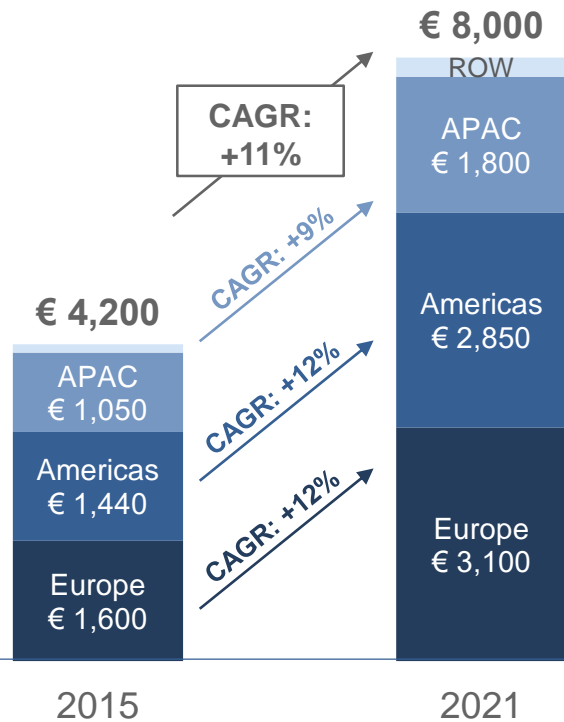 € 8,000
ROW
CAGR:
+11%
APAC
€ 1,800
CAGR: +9%
€ 4,200
Americas
€ 2,850
CAGR: +12%
APAC
€ 1,050
Americas
€ 1,440
CAGR: +12%
Europe
€ 3,100
Europe
€ 1,600
2015
2021